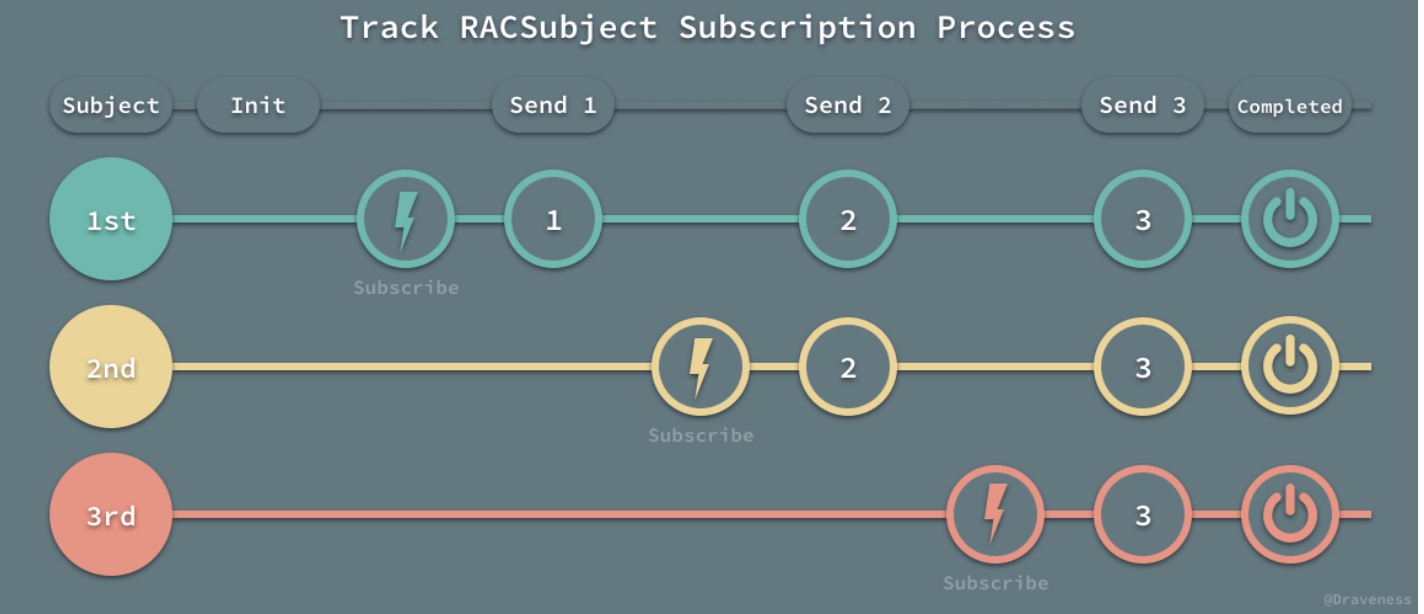 Track RACSubject Subscription Process
Subject Init Send 1 Send 2 Send 3 Completed
1st 1 2 3
Subscribe
2nd 2 3
Subscribe
3rd 3
Subscribe
@Draveness